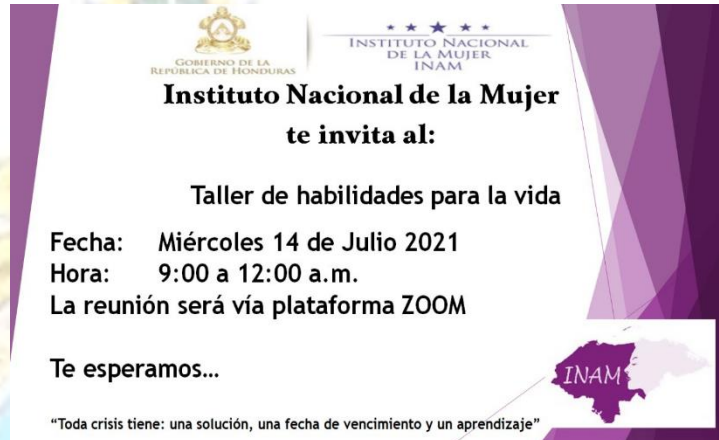 GOBIERNO DE LA
REPÚBLICA DE HONDURAS
INSTITUTO NACIONAL
DE LA MUJER
INAM
Instituto Nacional de la Mujer
te invita al:
Taller de habilidades para la vida
Fecha: Miércoles 14 de Julio 2021
Hora: 9:00 a 12:00 a.m.
La reunión será vía plataforma ZOOM
Te esperamos...
INAM
“Toda crisis tiene: una solución, una fecha de vencimiento y un aprendizaje”